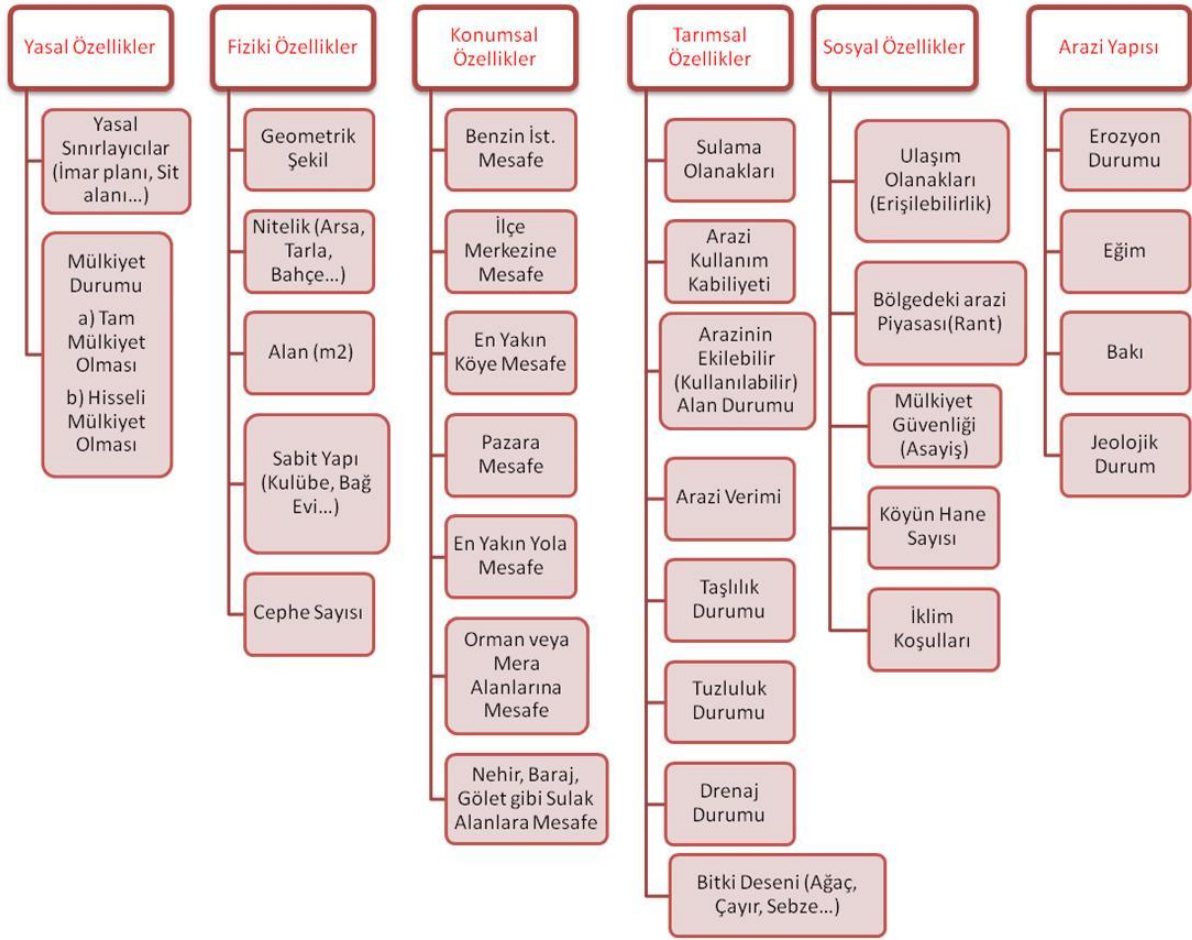 Yasal Özellikler
Yasal
Sınırlayıcılar
(İmar planı, Sit
alanı...)
Mülkiyet
Durumu
a) Tam
Mülkiyet
Olması
b) Hisseli
Mülkiyet
Olması
Fiziki Özellikler
Geometrik
Şekil
Nitelik (Arsa,
Tarla,
Bahçe...)
Alan (m2)
Sabit Yapı
(Kulübe, Bağ
Evi...)
Cephe Sayısı
Konumsal
Özellikler
Benzin İst.
Mesafe
İlçe
Merkezine
Mesafe
En Yakın
Köye Mesafe
Pazara
Mesafe
En Yakın Yola
Mesafe
Orman veya
Mera
Alanlarına
Mesafe
Nehir, Baraj,
Gölet gibi Sulak
Alanlara Mesafe
Tarımsal
Özellikler
Sulama
Olanakları
Arazi
Kullanım
Kabiliyeti
Arazinin
Ekilebilir
(Kullanılabilir)
Alan Durumu
Arazi Verimi
Taşlılık
Durumu
Tuzluluk
Durumu
Drenaj
Durumu
Bitki Deseni (Ağaç,
Çayır, Sebze...)
Sosyal Özellikler
Ulaşım
Olanakları
(Erişilebilirlik)
Bölgedeki arazi
Piyasası(Rant)
Mülkiyet
Güvenliği
(Asayiş)
Köyün Hane
Sayısı
İklim
Koşulları
Arazi Yapısı
Erozyon
Durumu
Eğim
Bakı
Jeolojik
Durum